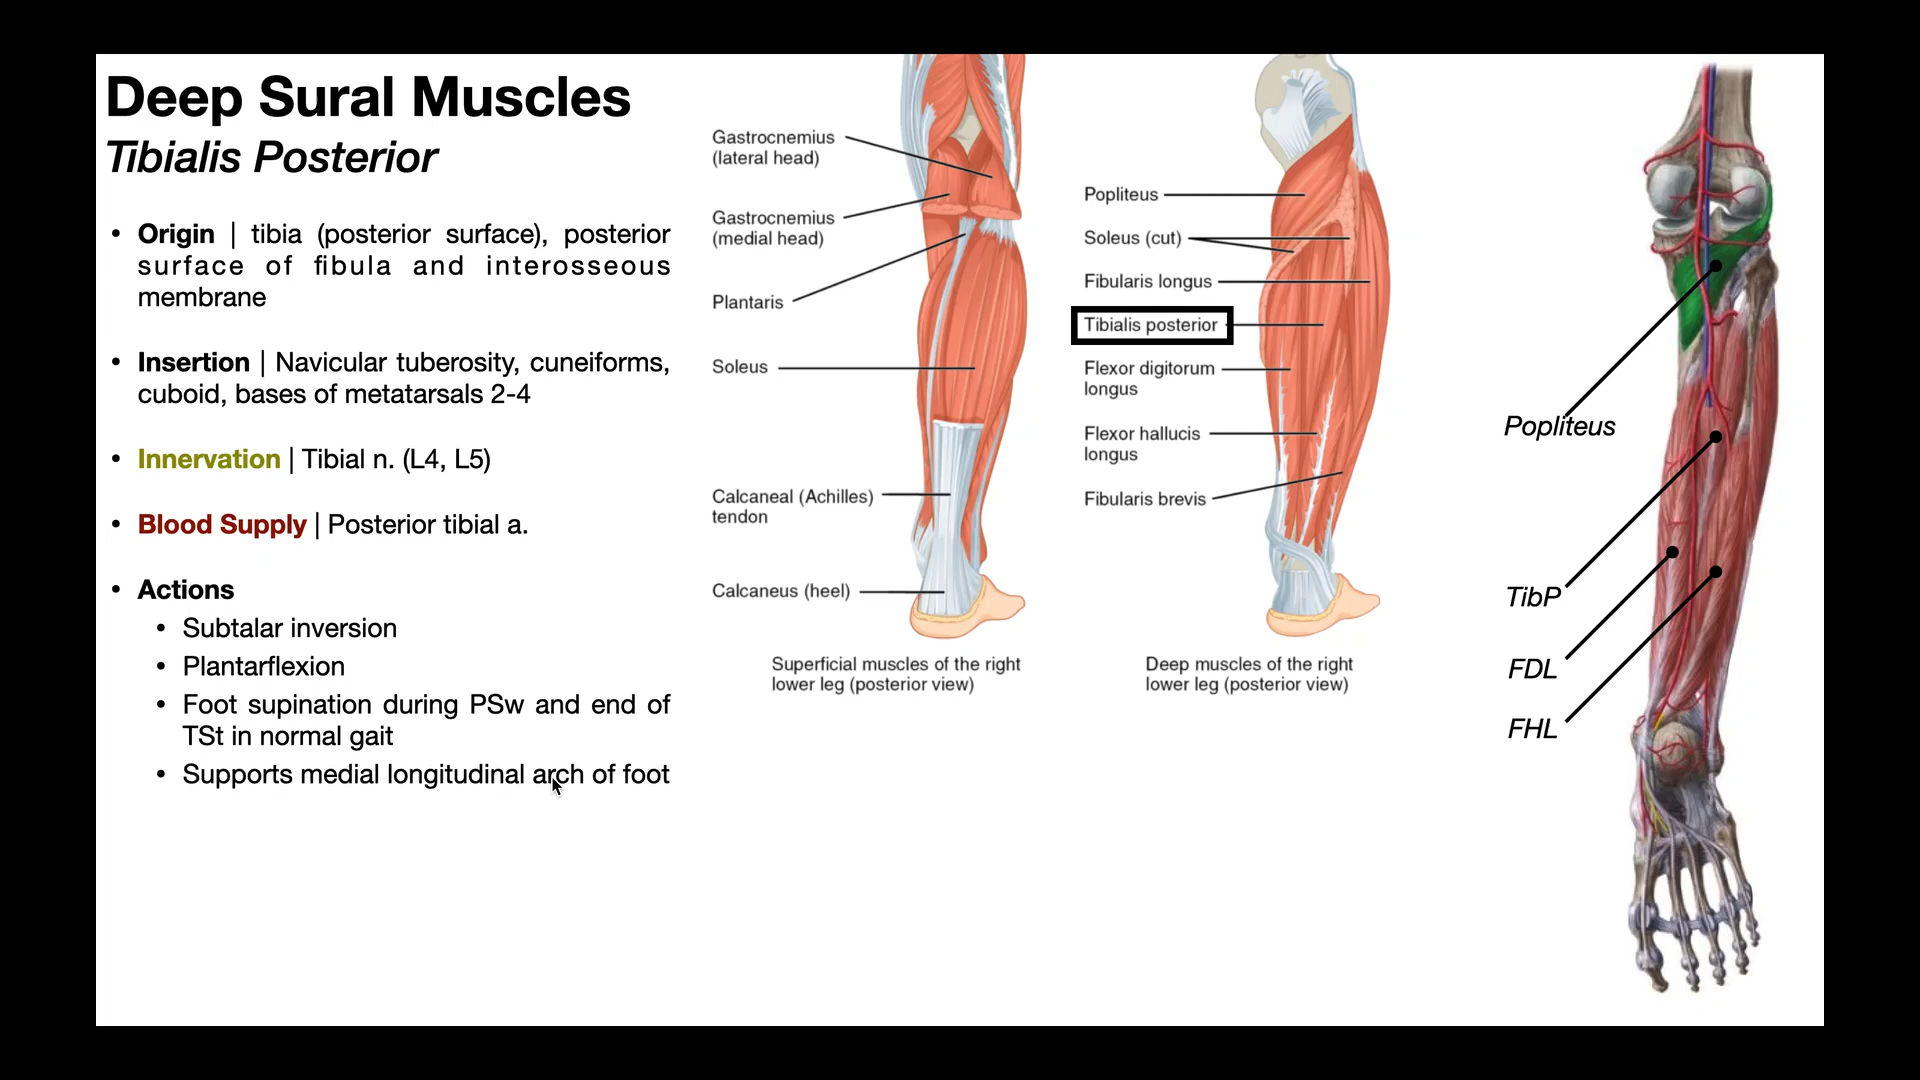 Deep Sural Muscles
Tibialis Posterior
• Origin | tibia (posterior surface), posterior
surface of fibula and interosseous
membrane
• Insertion | Navicular tuberosity, cuneiforms,
cuboid, bases of metatarsals 2-4
• Innervation | Tibial n. (L4, L5)
• Blood Supply | Posterior tibial a.
• Actions
• Subtalar inversion
• Plantarflexion
• Foot supination during PSw and end of
TSt in normal gait
• Supports medial longitudinal arch of foot
Gastrocnemius
(lateral head)
Gastrocnemius
(medial head)
Plantaris
Soleus
Calcaneal (Achilles)
tendon
Calcaneus (heel)
Superficial muscles of the right
lower leg (posterior view)
Popliteus
Soleus (cut)
Fibularis longus
Tibialis posterior
Flexor digitorum
longus
Flexor hallucis
longus
Fibularis brevis
Deep muscles of the right
lower leg (posterior view)
Popliteus
TibP
FDL
FHL